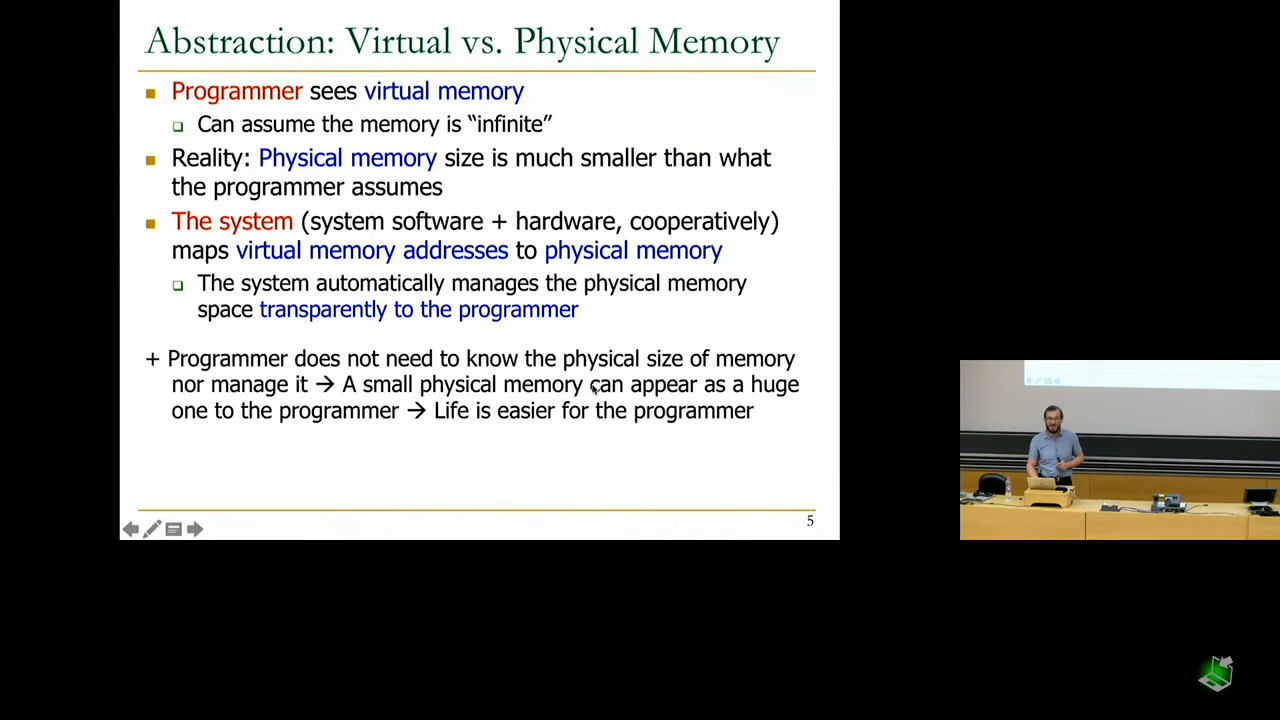 Abstraction: Virtual vs. Physical Memory
Programmer sees virtual memory
Can assume the memory is “infinite”
Reality: Physical memory size is much smaller than what
the programmer assumes
The system (system software + hardware, cooperatively)
maps virtual memory addresses to physical memory
The system automatically manages the physical memory
space transparently to the programmer
+ Programmer does not need to know the physical size of memory
nor manage it → A small physical memory can appear as a huge
one to the programmer → Life is easier for the programmer
5